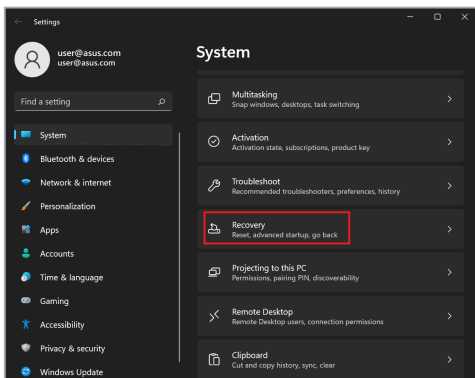 Settings
user@asus.com
user@asus.com
Find a setting
System
Bluetooth & devices
Network & internet
Personalization
Apps
Accounts
Time & language
Gaming
Accessibility
Privacy & security
Windows Update
System
Multitasking
Snap windows, desktops, task switching
Activation
Activation state, subscriptions, product key
Troubleshoot
Recommended troubleshooters, preferences, history
Recovery
Reset, advanced startup, go back
Projecting to this PC
Permissions, pairing PIN, discoverability
Remote Desktop
Remote Desktop users, connection permissions
Clipboard
Cut and copy history, sync, clear